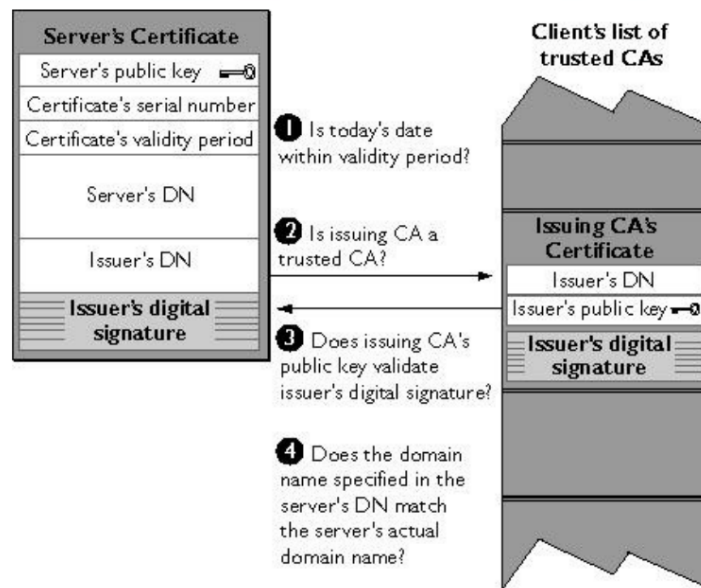 Server's Certificate
Server's public key
Certificate's serial number
Certificate's validity period
Server's DN
Issuer's DN
Issuer's digital
signature
1 Is today's date
within validity period?
2 Is issuing CA a
trusted CA?
3 Does issuing CA's
public key validate
issuer's digital signature?
4 Does the domain
name specified in the
server's DN match
the server's actual
domain name?
Client's list of
trusted CAs
Issuing CA's
Certificate
Issuer's DN
Issuer's public key
Issuer's digital
signature